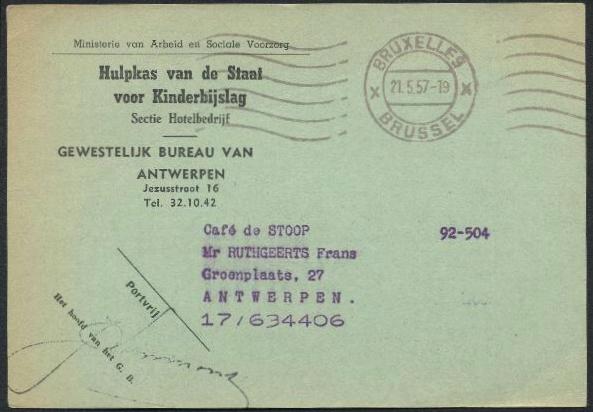 Ministerie van Arbeid en Sociale Voorzorg
Hulpkas van de Staat
voor Kinderbijslag
Sectie Hotelbedrijf
GEWESTELIJK BUREAU VAN
ANTWERPEN
Jezusstraat 16
Tel. 32.10.42
BRUXELLES
21.5.57-19
BRUSSEL
Café de STOOP
92-504
Mr RUTHGEERTS Frans
Groenplaats, 27
ANTWERPEN.
17/634406
Portvrij
Het hoofd van het G. B.